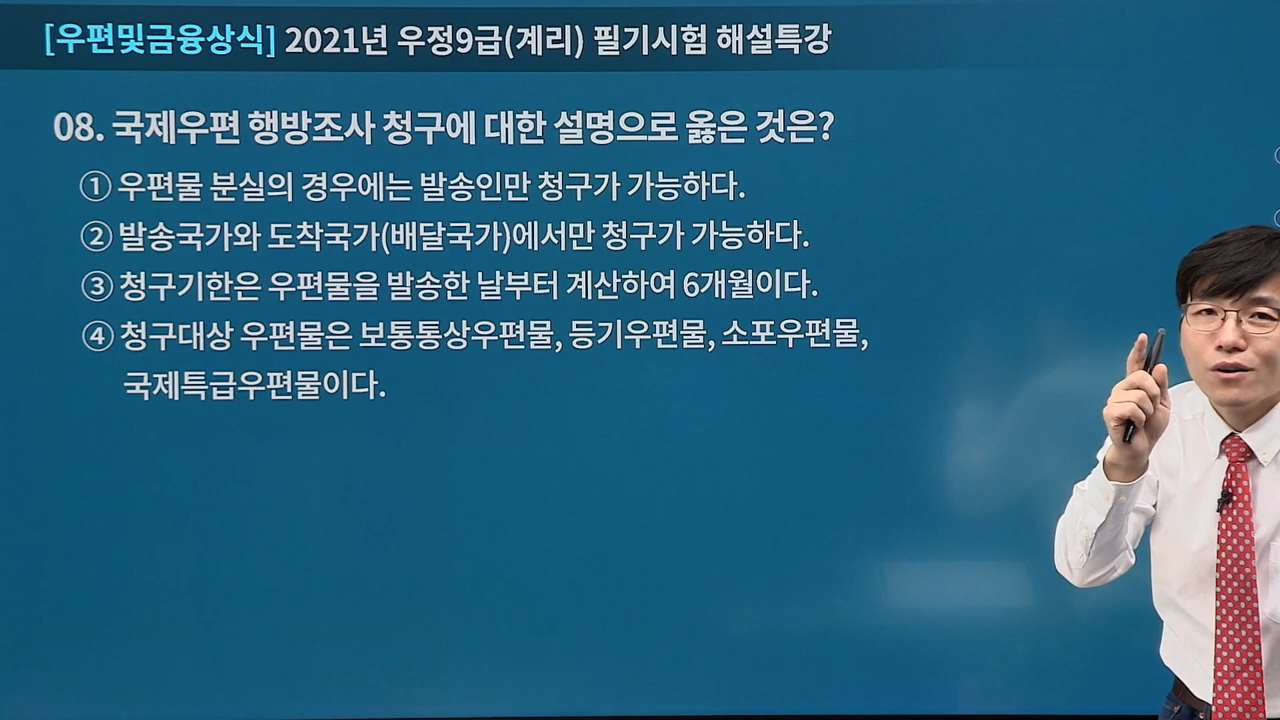 [우편및금융상식] 2021년 우정9급(계리) 필기시험 해설특강
08. 국제우편 행방조사 청구에 대한 설명으로 옳은 것은?
① 우편물 분실의 경우에는 발송인만 청구가 가능하다.
② 발송국가와 도착국가(배달국가)에서만 청구가 가능하다.
③ 청구기한은 우편물을 발송한 날부터 계산하여 6개월이다.
④ 청구대상 우편물은 보통통상우편물, 등기우편물, 소포우편물,
국제특급우편물이다.